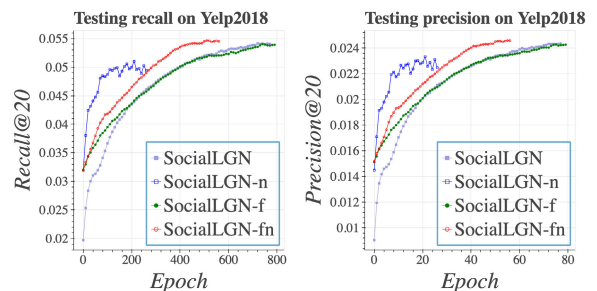 Testing recall on Yelp2018
Recall@20
0.055
0.05
0.045
0.04
0.035
0.03
0.025
0.02
0
200
400
600
800
Epoch
SocialLGN
SocialLGN-n
SocialLGN-f
SocialLGN-fn
Testing precision on Yelp2018
Precision@20
0.024
0.022
0.02
0.018
0.016
0.014
0.012
0.01
0
20
40
60
80
Epoch
SocialLGN
SocialLGN-n
SocialLGN-f
SocialLGN-fn